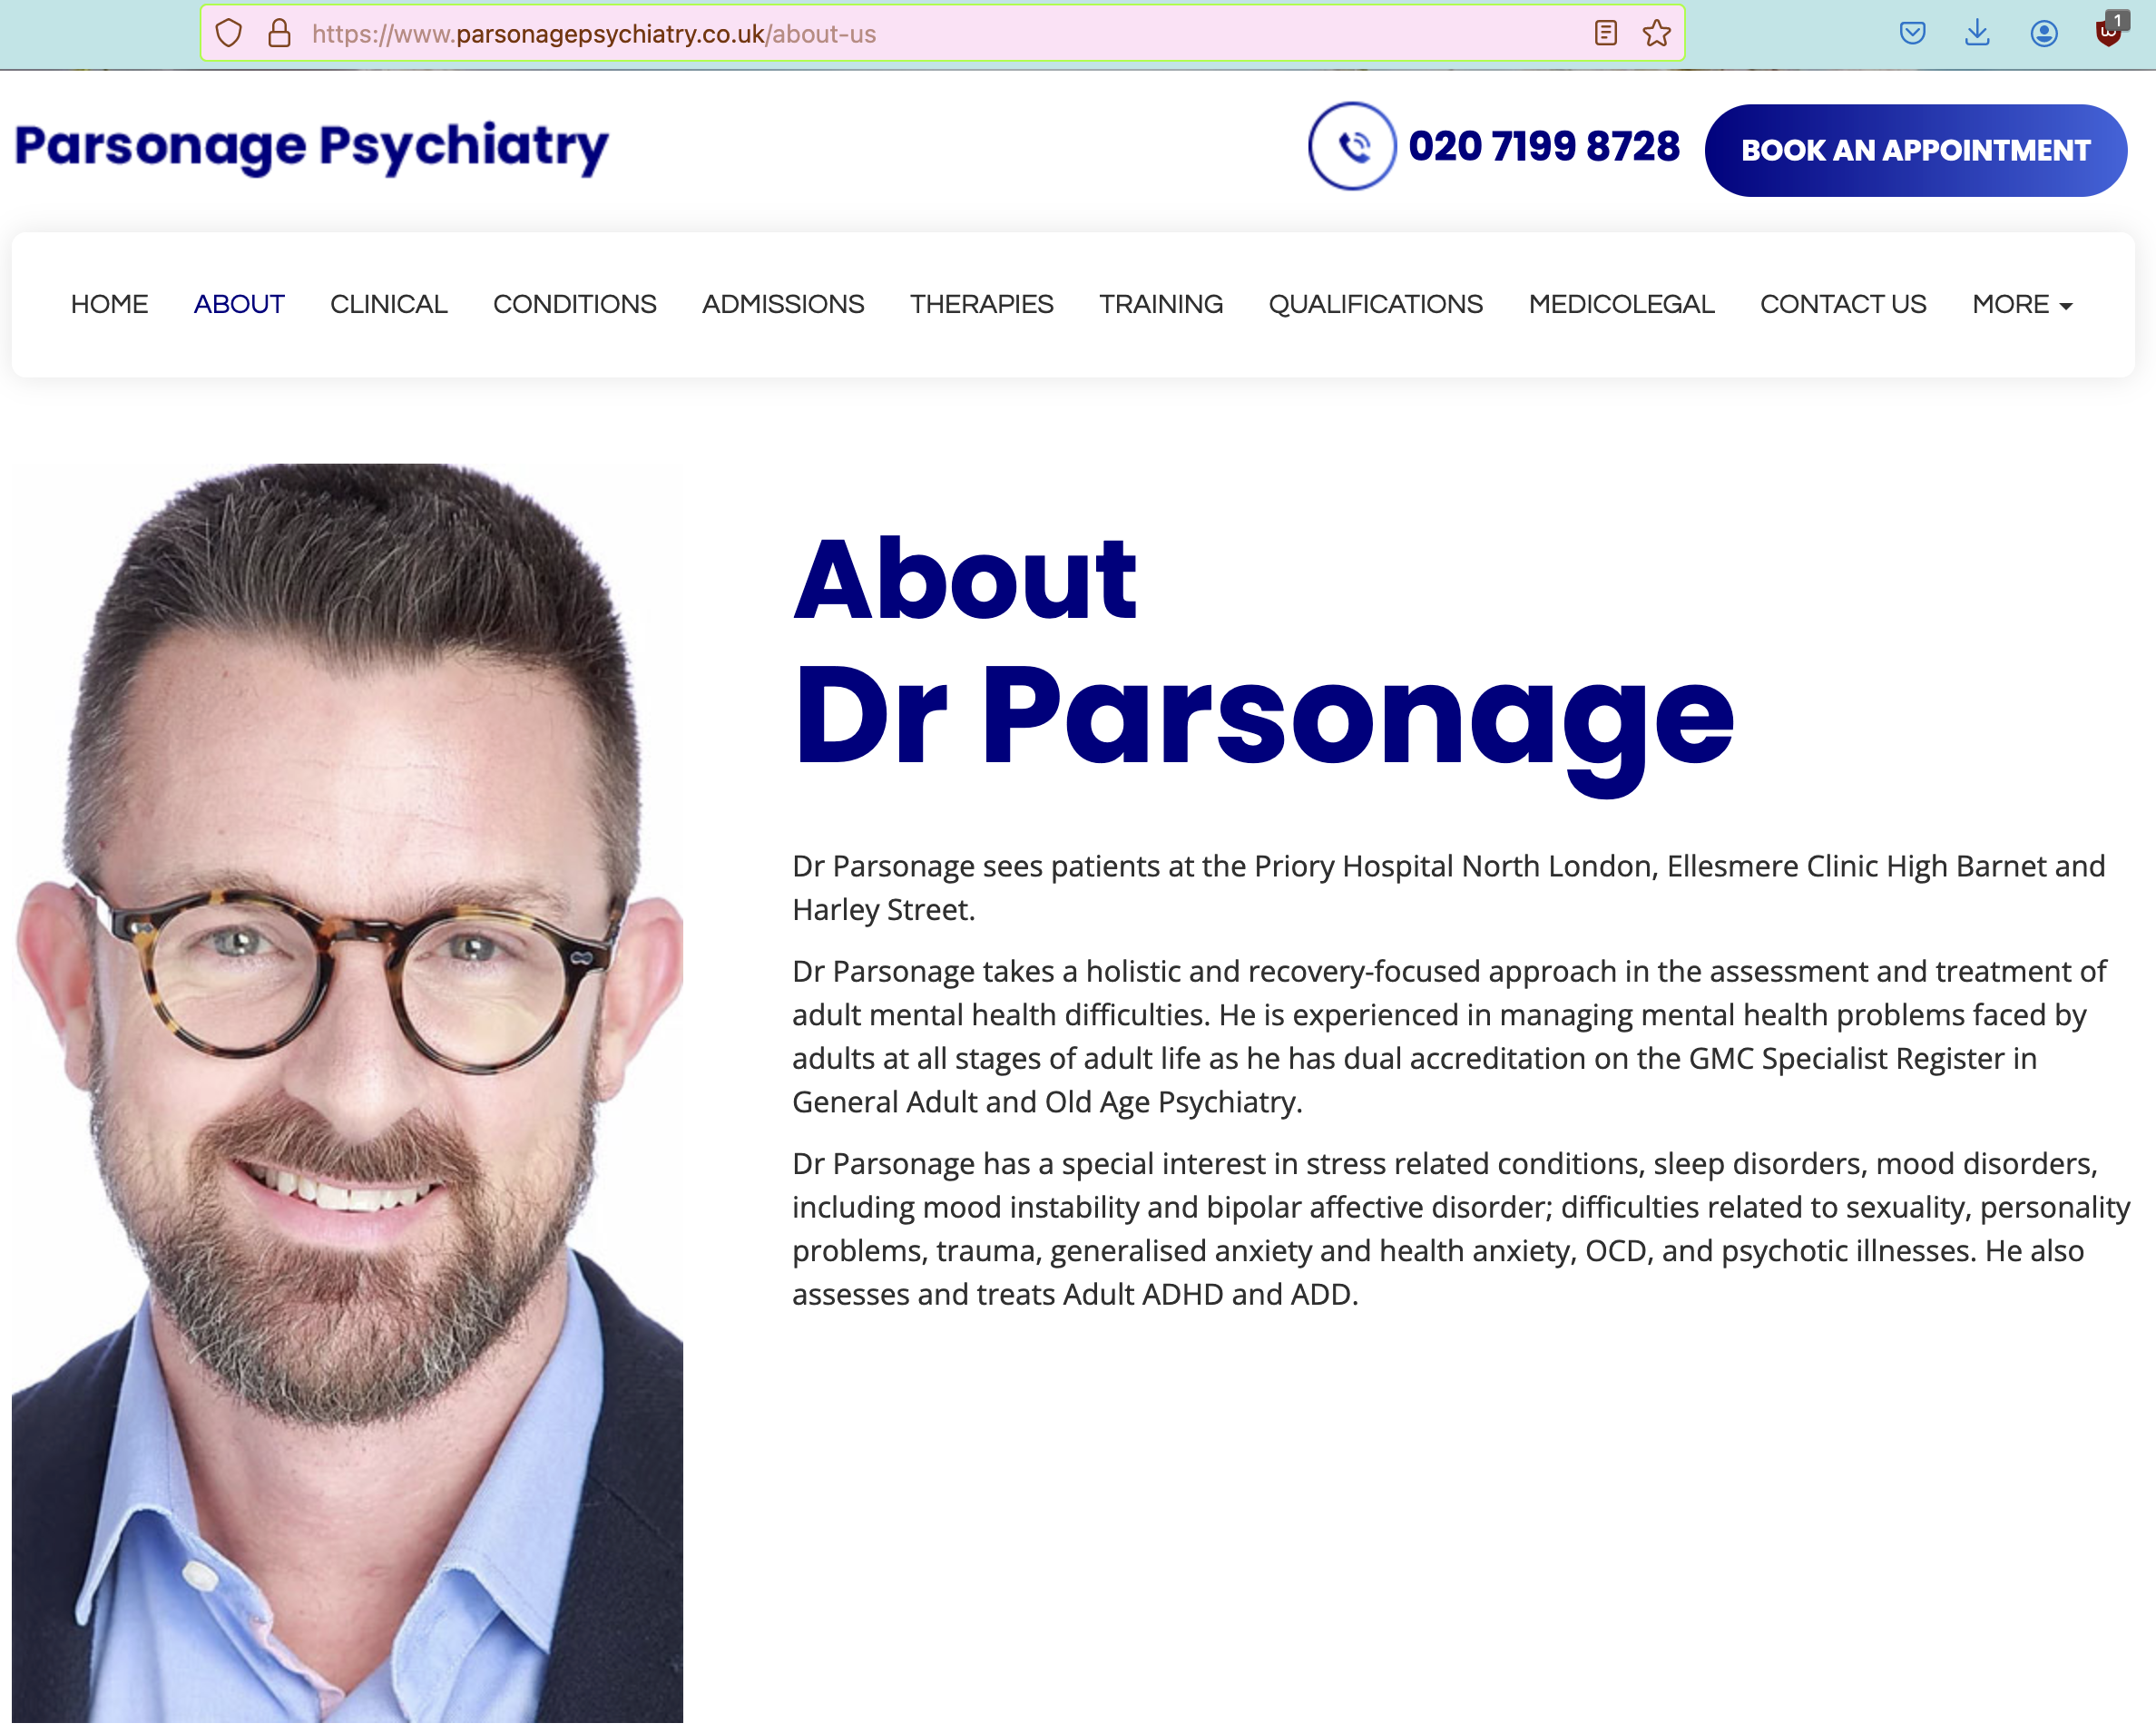 1
https://www.parsonagepsychiatry.co.uk/about-us
Parsonage Psychiatry
020 7199 8728
BOOK AN APPOINTMENT
HOME ABOUT CLINICAL CONDITIONS ADMISSIONS THERAPIES TRAINING QUALIFICATIONS MEDICOLEGAL CONTACT US MORE
About
Dr Parsonage
Dr Parsonage sees patients at the Priory Hospital North London, Ellesmere Clinic High Barnet and
Harley Street.
Dr Parsonage takes a holistic and recovery-focused approach in the assessment and treatment of
adult mental health difficulties. He is experienced in managing mental health problems faced by
adults at all stages of adult life as he has dual accreditation on the GMC Specialist Register in
General Adult and Old Age Psychiatry.
Dr Parsonage has a special interest in stress related conditions, sleep disorders, mood disorders,
including mood instability and bipolar affective disorder; difficulties related to sexuality, personality
problems, trauma, generalised anxiety and health anxiety, OCD, and psychotic illnesses. He also
assesses and treats Adult ADHD and ADD.